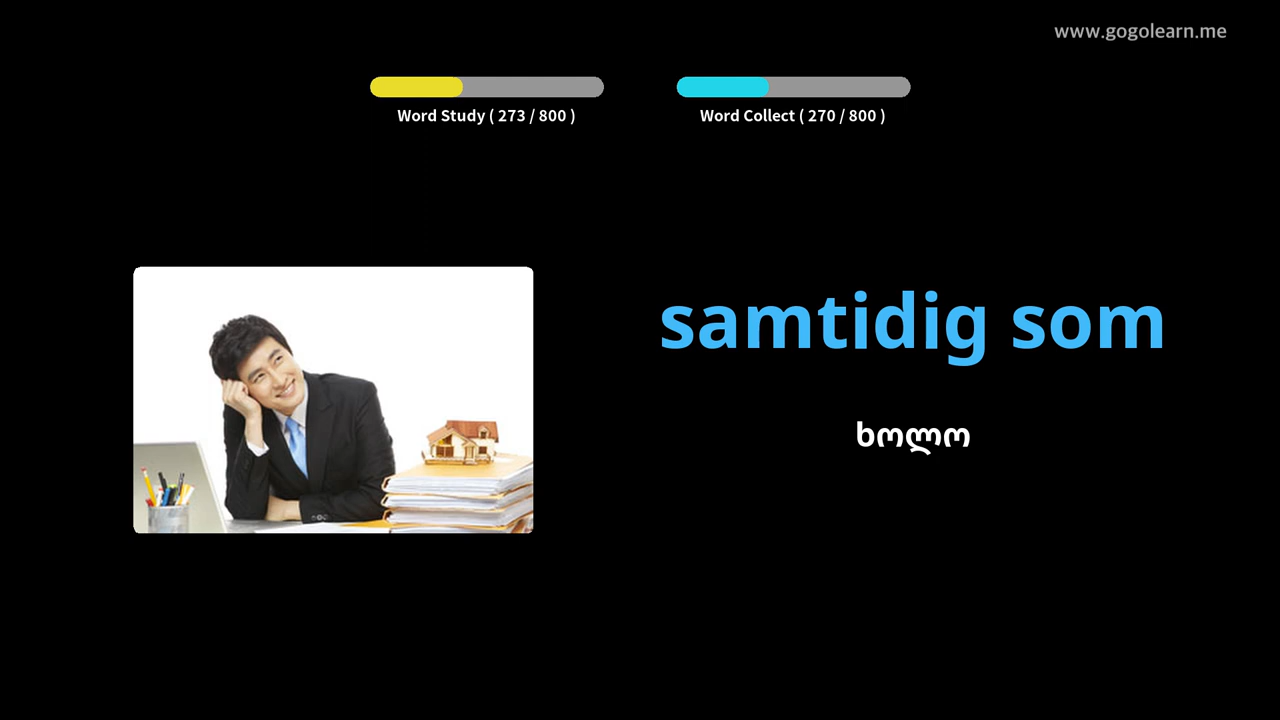 www.gogolearn.me
Word Study ( 273 / 800 )
Word Collect ( 270 / 800 )
samtidig som
ხოლო